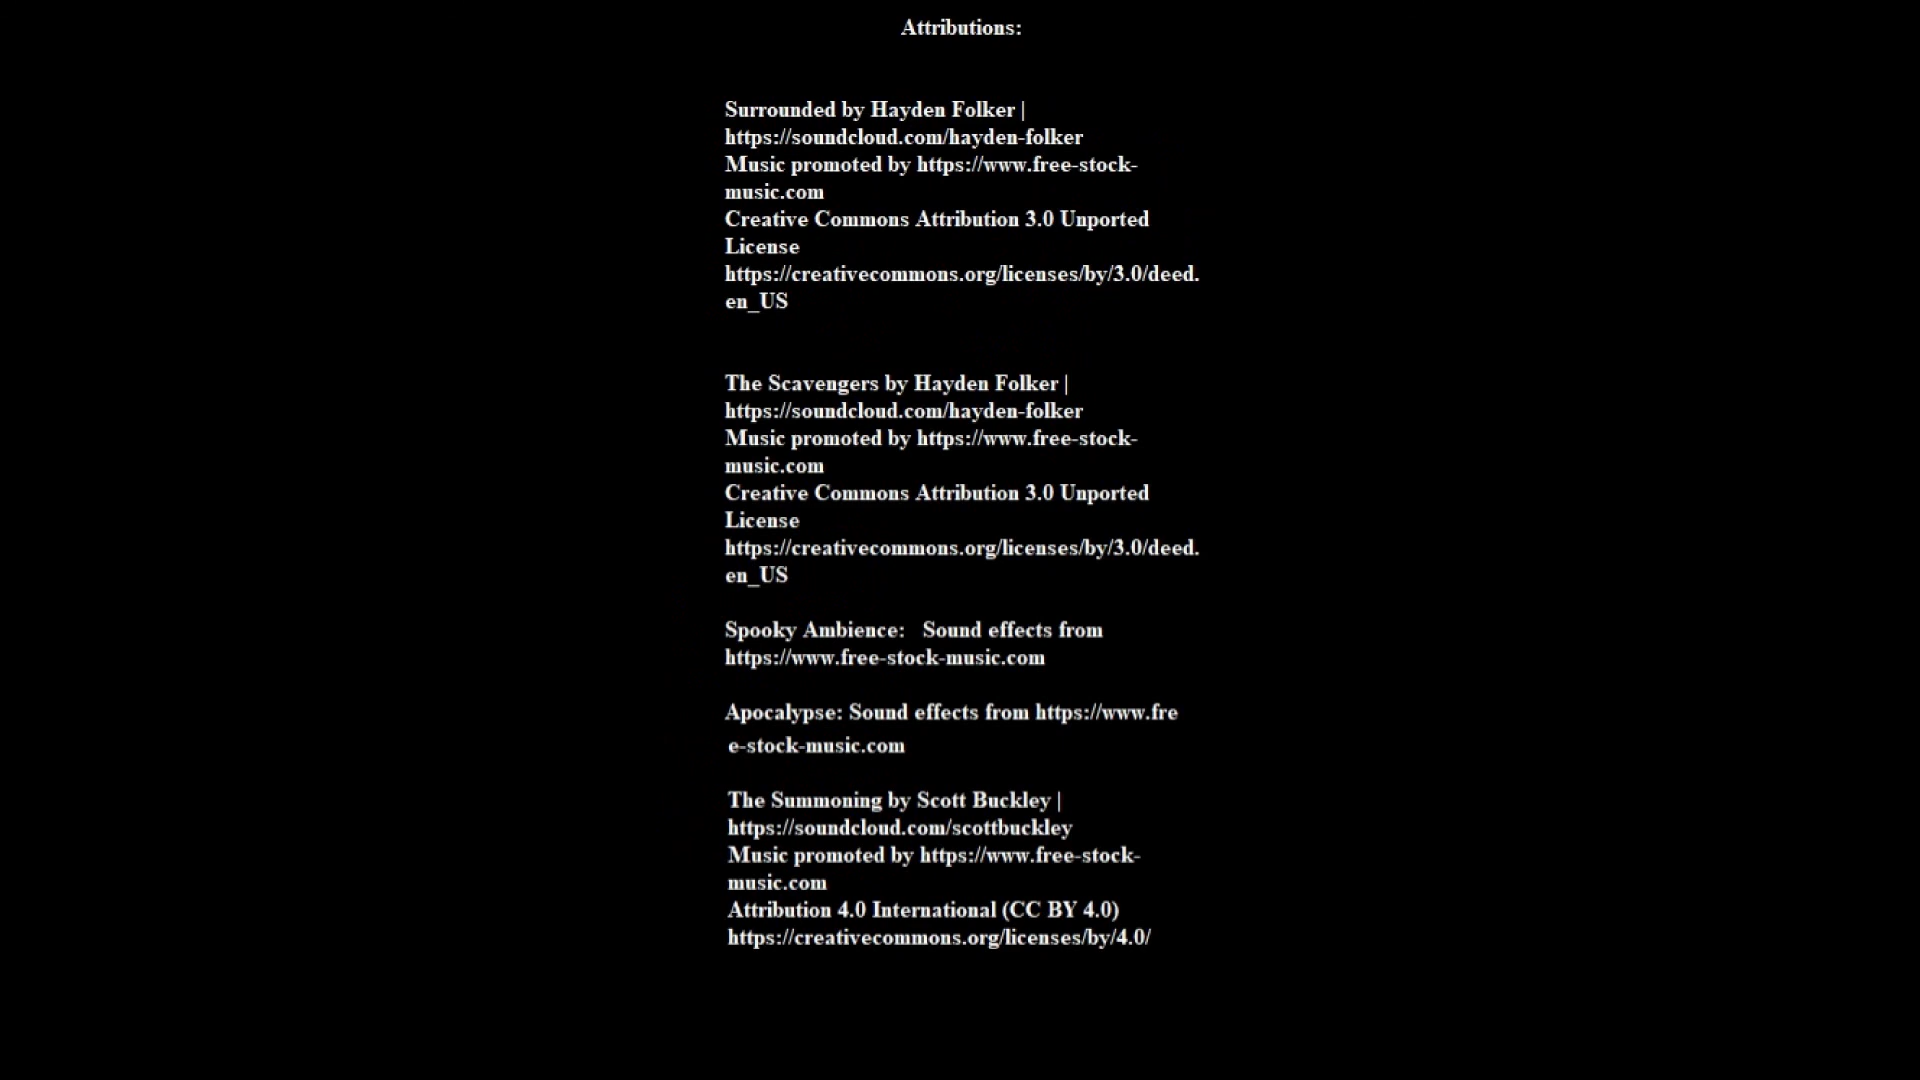 Attributions:
Surrounded by Hayden Folker |
https://soundcloud.com/hayden-folker
Music promoted by https://www.free-stock-
music.com
Creative Commons Attribution 3.0 Unported
License
https://creativecommons.org/licenses/by/3.0/deed.
en_US
The Scavengers by Hayden Folker |
https://soundcloud.com/hayden-folker
Music promoted by https://www.free-stock-
music.com
Creative Commons Attribution 3.0 Unported
License
https://creativecommons.org/licenses/by/3.0/deed.
en_US
Spooky Ambience:   Sound effects from
https://www.free-stock-music.com
Apocalypse: Sound effects from https://www.fre
e-stock-music.com
The Summoning by Scott Buckley |
https://soundcloud.com/scottbuckley
Music promoted by https://www.free-stock-
music.com
Attribution 4.0 International (CC BY 4.0)
https://creativecommons.org/licenses/by/4.0/